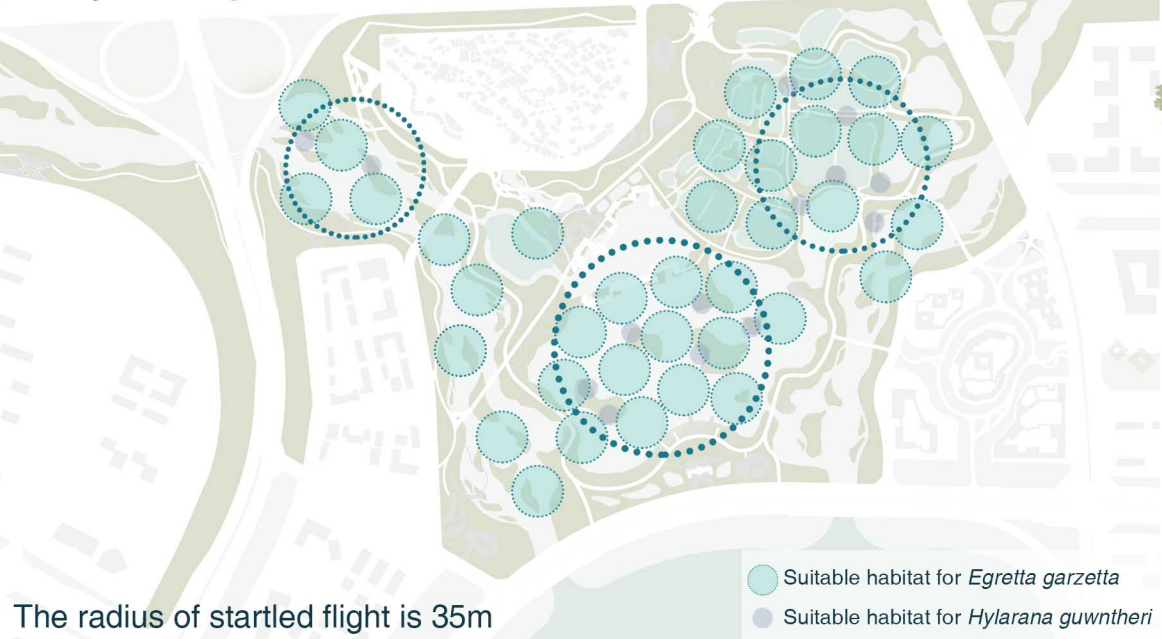 Suitable habitat for Egretta garzetta
Suitable habitat for Hylarana guwntheri
The radius of startled flight is 35m